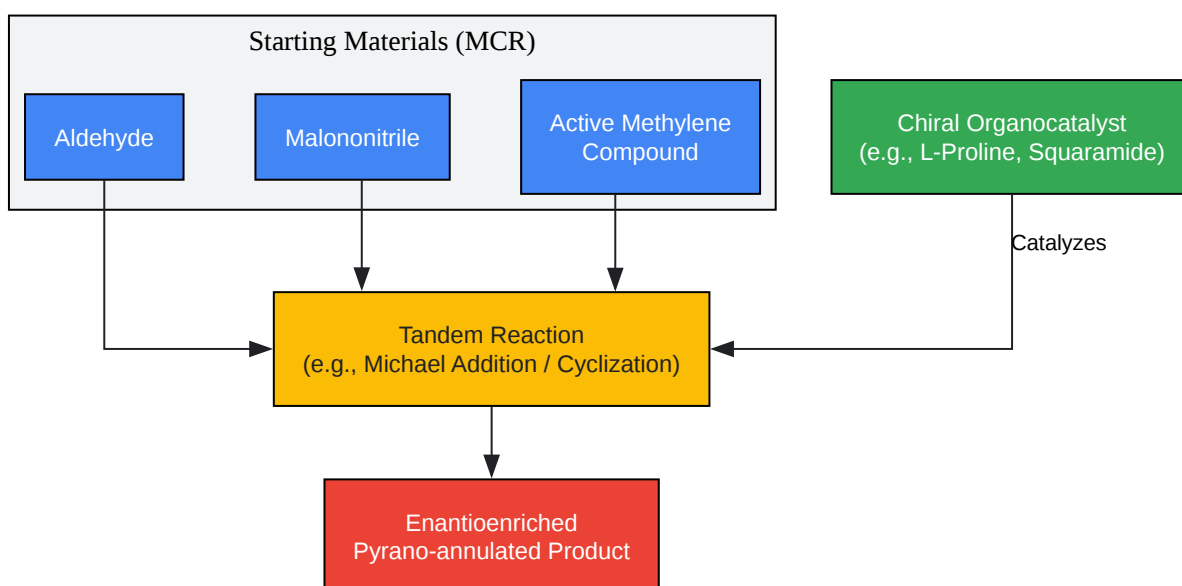 Starting Materials (MCR)
Aldehyde
Malononitrile
Active Methylene
Compound
Chiral Organocatalyst
(e.g., L-Proline, Squaramide)
Catalyzes
Tandem Reaction
(e.g., Michael Addition / Cyclization)
Enantioenriched
Pyrano-annulated Product